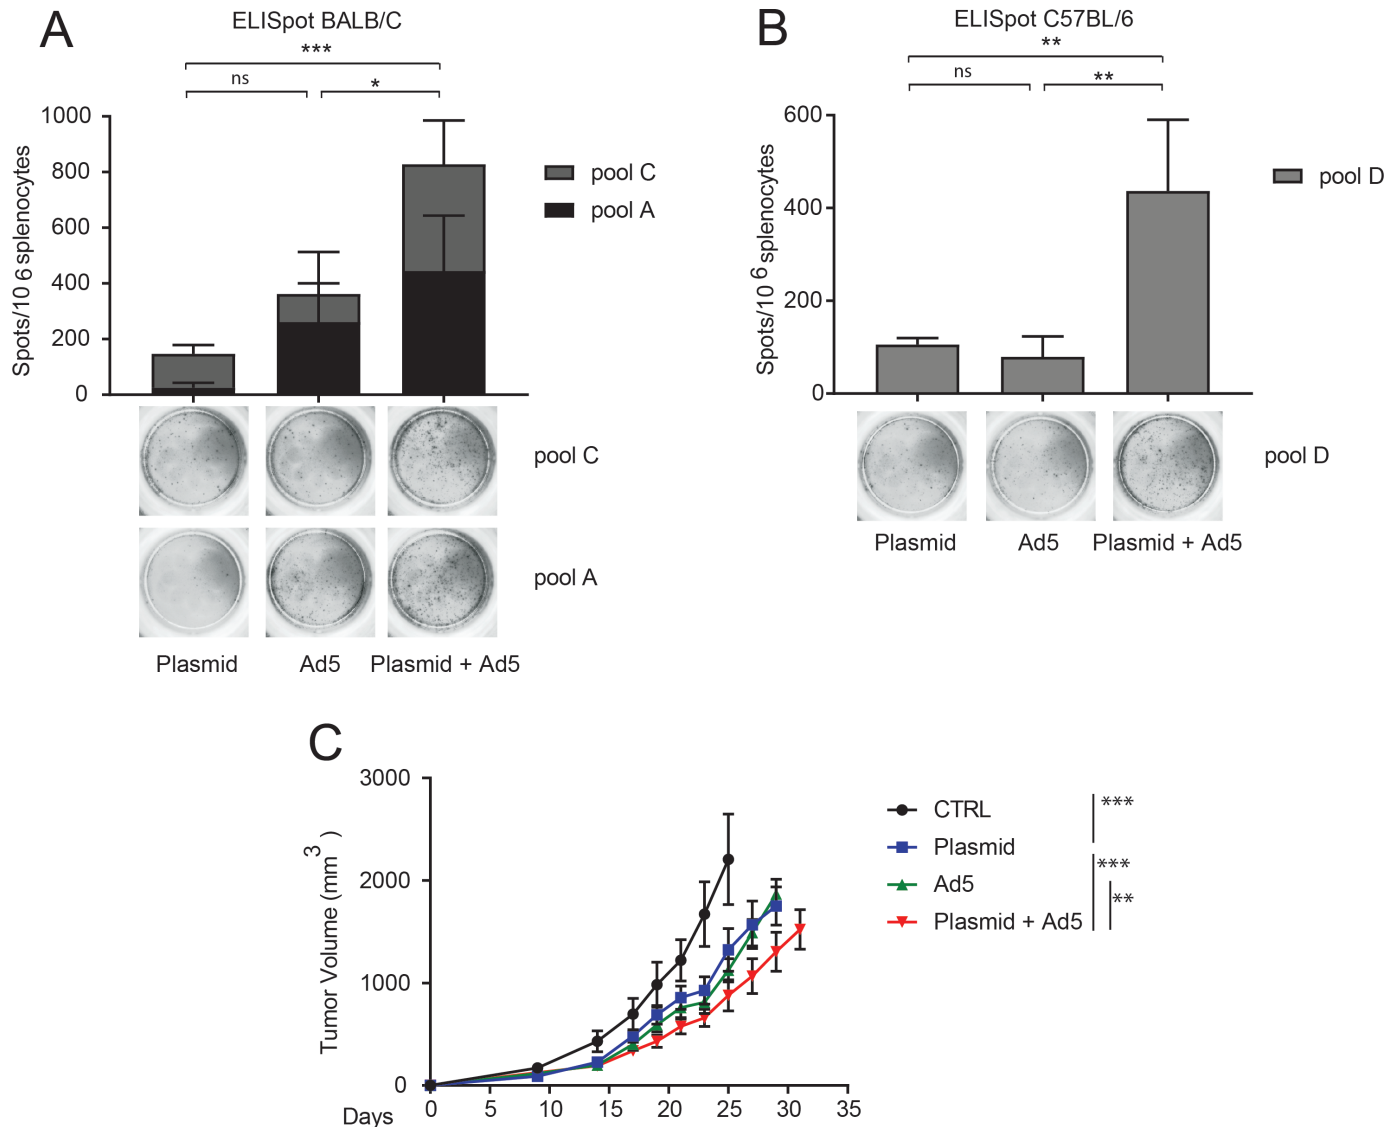 A
ELISpot BALB/C
***
ns
*
1000
800
600
400
200
0
Spots/10 6 splenocytes
pool C
pool A
pool C
pool A
Plasmid Ad5 Plasmid + Ad5
B
ELISpot C57BL/6
**
ns
**
600
400
200
0
Spots/10 6 splenocytes
pool D
pool D
Plasmid Ad5 Plasmid + Ad5
C
3000
2000
1000
0
Tumor Volume (mm3)
Days
0 5 10 15 20 25 30 35
CTRL
Plasmid
Ad5
Plasmid + Ad5
***
***
**